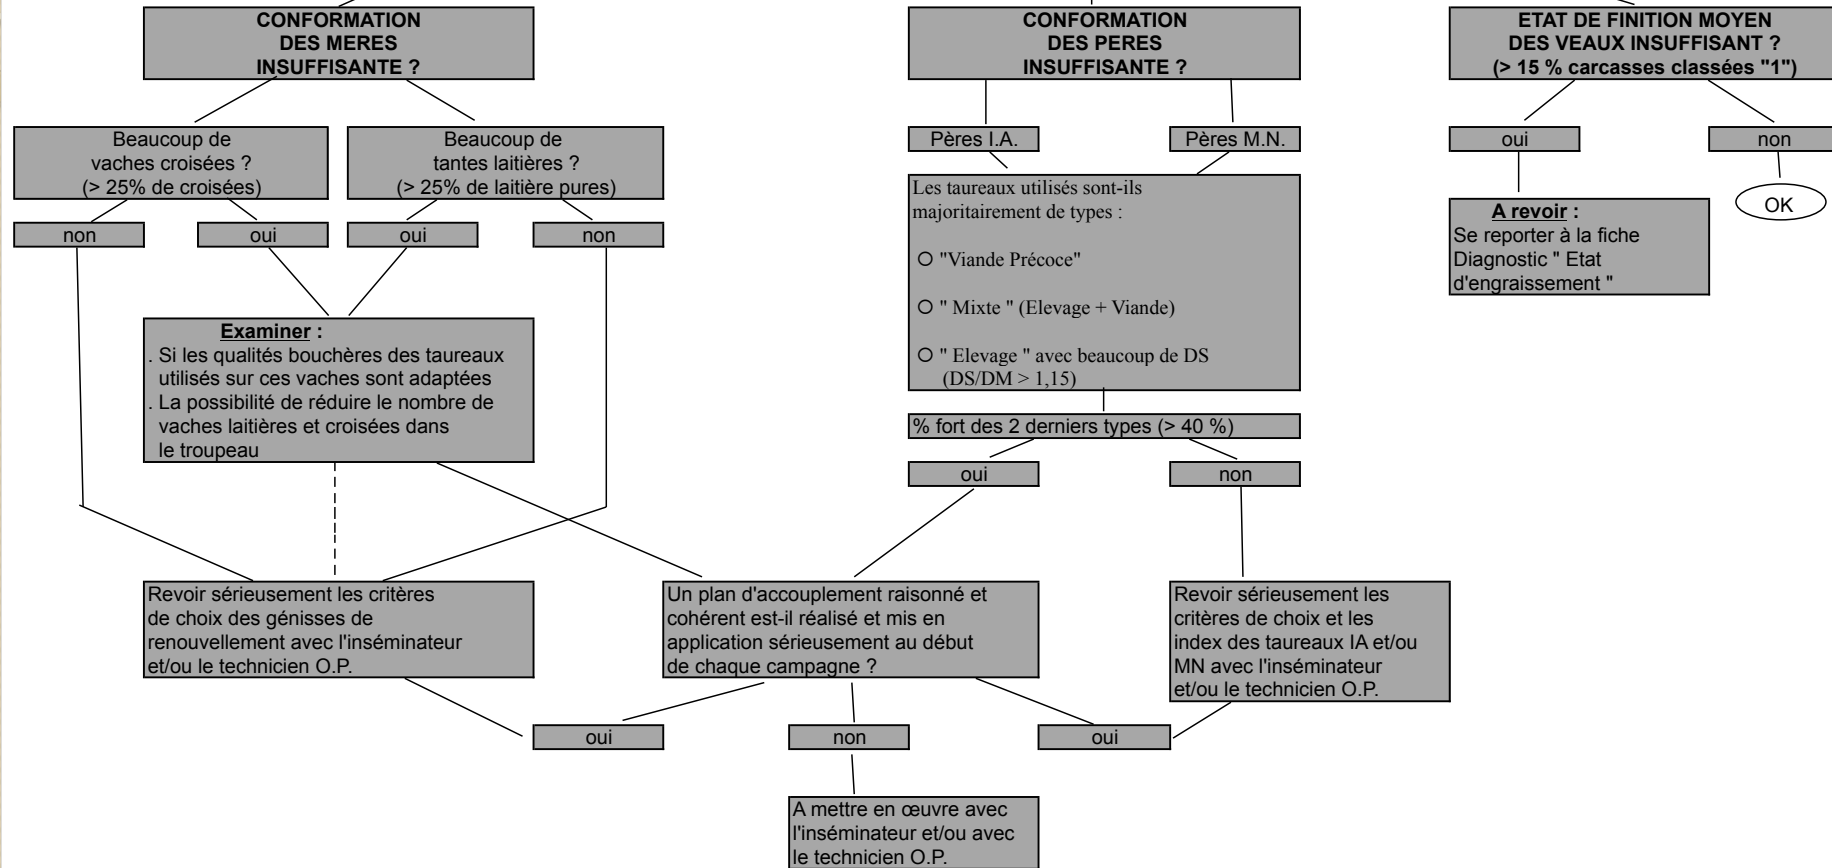 CONFORMATION
DES MERES
INSUFFISANTE ?
CONFORMATION
DES PERES
INSUFFISANTE ?
ETAT DE FINITION MOYEN
DES VEAUX INSUFFISANT ?
(> 15 % carcasses classées "1")
Beaucoup de
vaches croisées ?
(> 25% de croisées)
Beaucoup de
tantes laitières ?
(> 25% de laitière pures)
Pères I.A.
Pères M.N.
oui
non
non
oui
oui
non
Les taureaux utilisés sont-ils
majoritairement de types :
"Viande Précoce"
" Mixte " (Elevage + Viande)
" Elevage " avec beaucoup de DS
(DS/DM > 1,15)
A revoir :
Se reporter à la fiche
Diagnostic " Etat
d'engraissement "
OK
Examiner :
. Si les qualités bouchères des taureaux
utilisés sur ces vaches sont adaptées
. La possibilité de réduire le nombre de
vaches laitières et croisées dans
le troupeau
% fort des 2 derniers types (> 40 %)
oui
non
Revoir sérieusement les critères
de choix des génisses de
renouvellement avec l'inséminateur
et/ou le technicien O.P.
Un plan d'accouplement raisonné et
cohérent est-il réalisé et mis en
application sérieusement au début
de chaque campagne ?
Revoir sérieusement les
critères de choix et les
index des taureaux IA et/ou
MN avec l'inséminateur
et/ou le technicien O.P.
oui
non
oui
A mettre en œuvre avec
l'inséminateur et/ou avec
le technicien O.P.